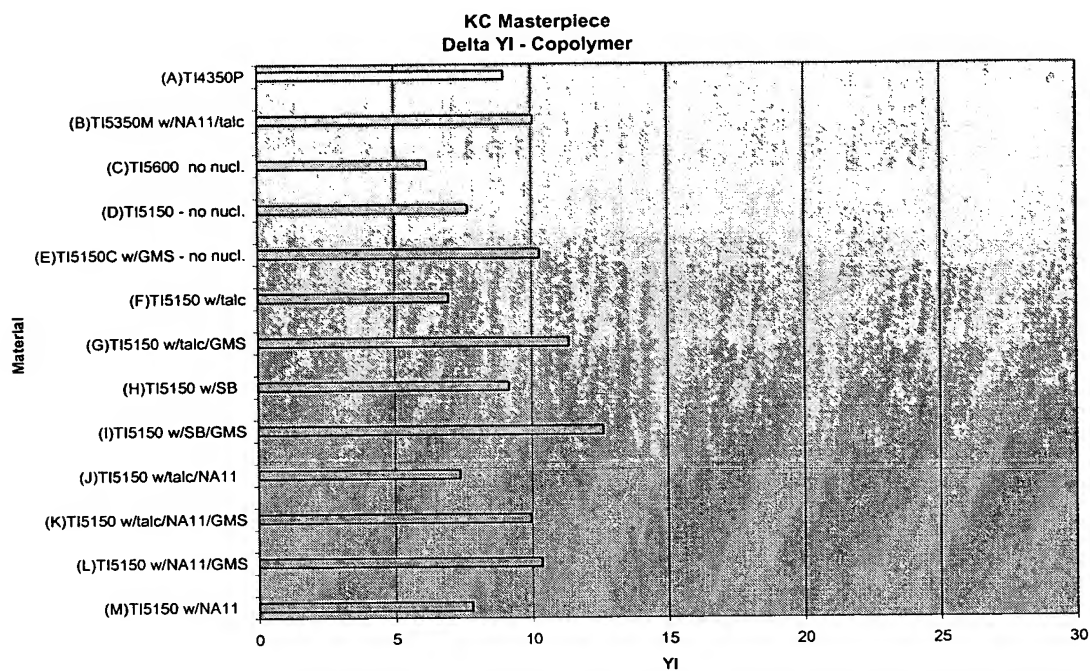 KC Masterpiece
Delta YI - Copolymer
(A)TI4350P
(B)TI5350M w/NA11/talc
(C)TI5600 no nucl.
(D)TI5150 - no nucl.
(E)TI5150C w/GMS - no nucl.
(F)TI5150 w/talc
(G)TI5150 w/talc/GMS
(H)TI5150 w/SB
(I)TI5150 w/SB/GMS
(J)TI5150 w/talc/NA11
(K)TI5150 w/talc/NA11/GMS
(L)TI5150 w/NA11/GMS
(M)TI5150 w/NA11
Material
0 5 10 15 20 25 30
YI